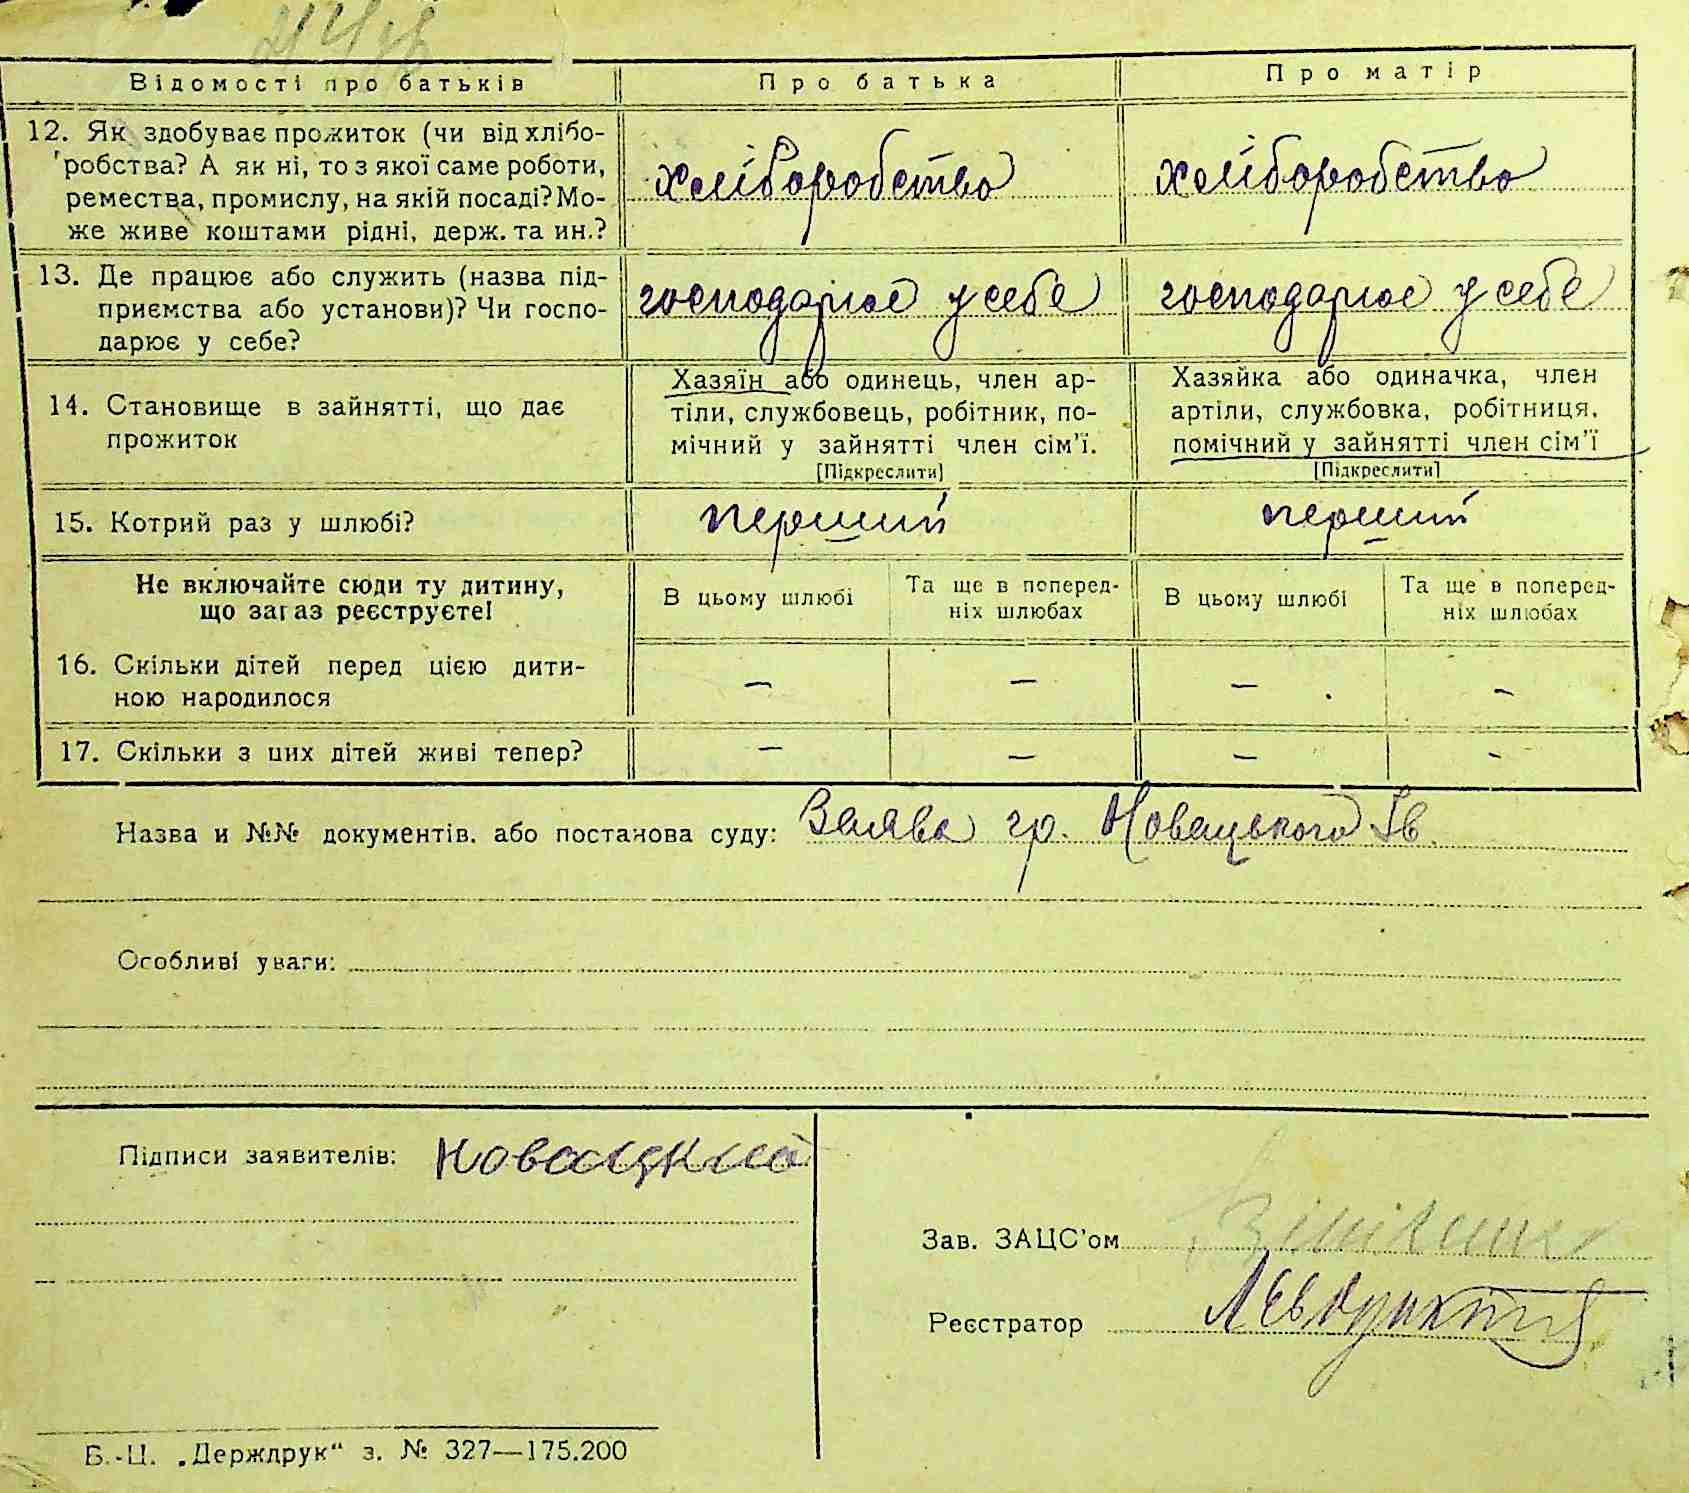 Відомості про батьків
Про батька
Про матір
12. Як здобуває прожиток (чи від хлібо-
робства? А як ні, то з якої саме роботи,
ремества, промислу, на якій посаді? Мо-
же живе коштами рідні, держ. та ин.?
хліборобство
хліборобство
13. Де працює або служить (назва під-
приємства або установи)? Чи госпо-
дарює у себе?
господарює у себе
господарює у себе
14. Становище в зайнятті, що дає
прожиток
Хазяїн або одинець, член ар-
тіли, службовець, робітник, по-
мічний у зайнятті член сім'ї.
[Підкреслити]
Хазяйка або одиначка, член
артіли, службовка, робітниця,
помічний у зайнятті член сім'ї
[Підкреслити]
15. Котрий раз у шлюбі?
перший
перший
Не включайте сюди ту дитину,
що зараз реєструєте!
В цьому шлюбі
Та ще в поперед-
ніх шлюбах
В цьому шлюбі
Та ще в поперед-
ніх шлюбах
16. Скільки дітей перед цією дити-
ною народилося
– – – –
17. Скільки з цих дітей живі тепер?
– – – –
Назва и №№ документів. або постанова суду: Заява гр. Новацького Ів.
Особливі уваги:
Підписи заявителів: Новацкий
Зав. ЗАЦС'ом
Реєстратор
Б.-Ц. „Держдрук“ з. № 327—175.200